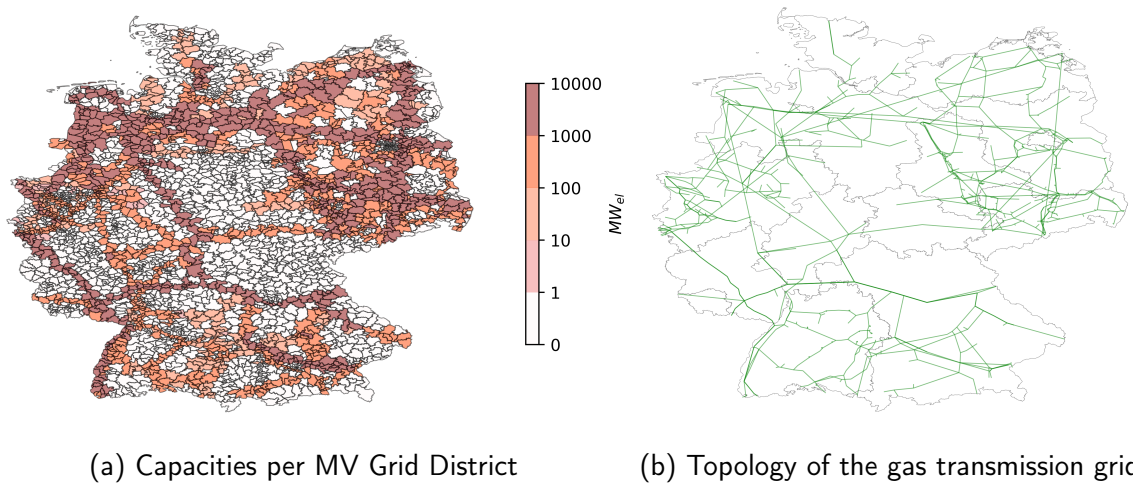 10000
1000
100
10
1
0
MW_el
(a) Capacities per MV Grid District
(b) Topology of the gas transmission grid